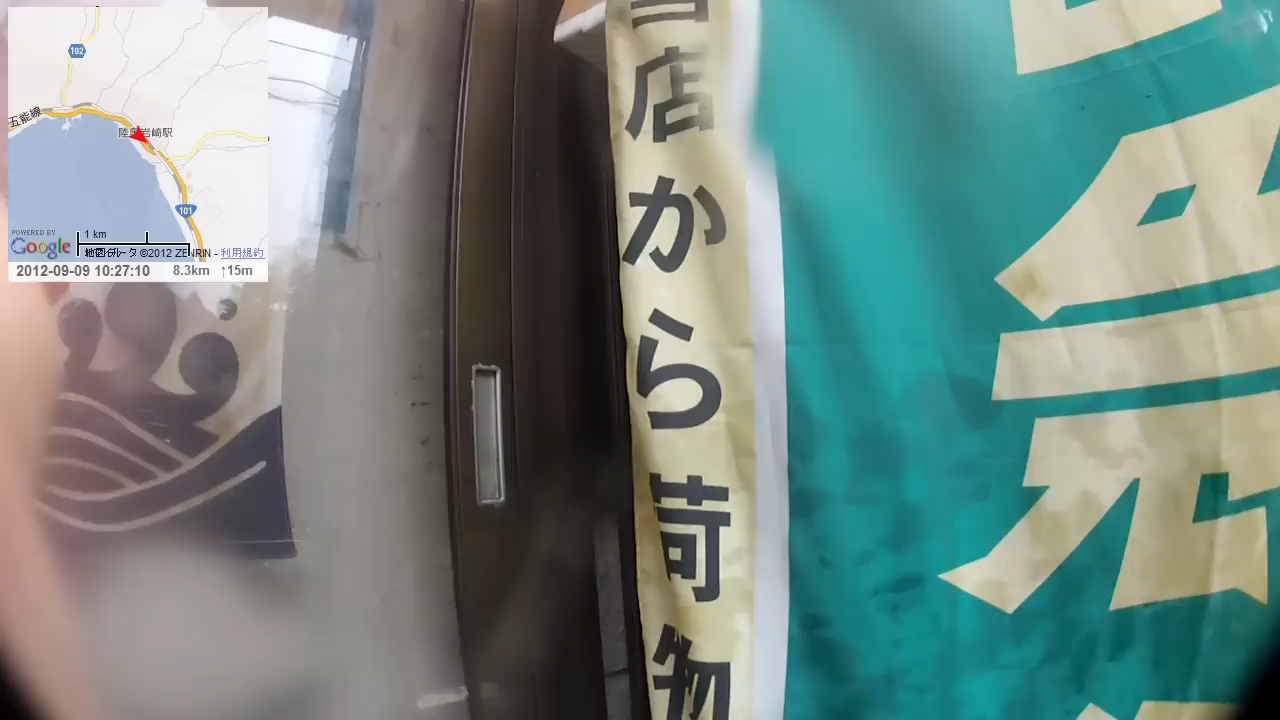 192
五能線
陸奥岩崎駅
101
POWERED BY
Google
1 km
地図データ ©2012 ZENRIN - 利用規約
2012-09-09 10:27:10 8.3km ↑15m
当店から荷物